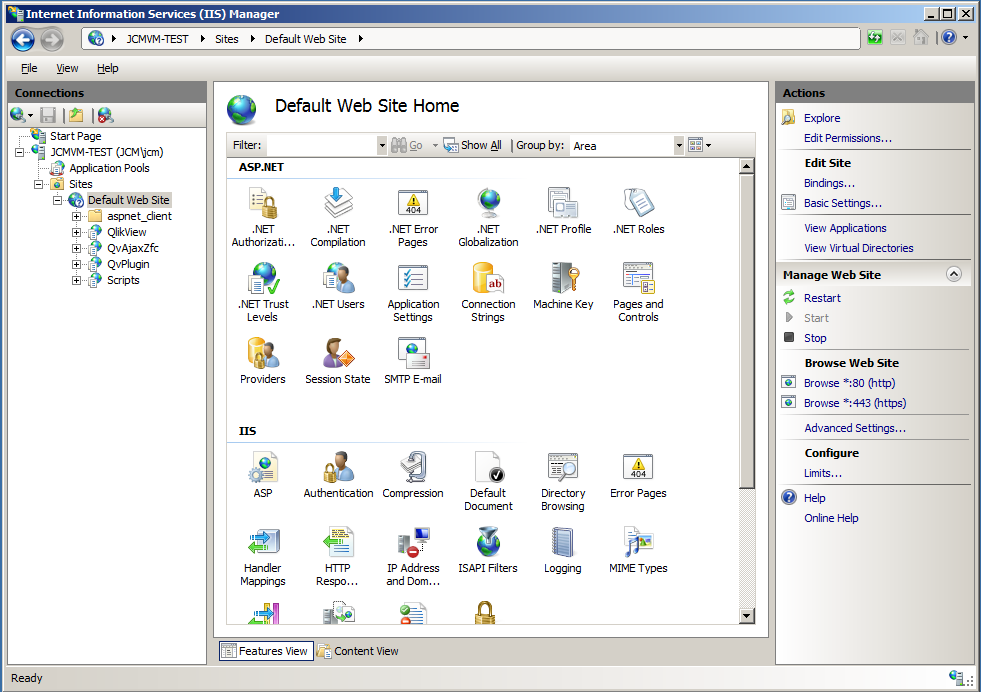 Internet Information Services (IIS) Manager
JCMVM-TEST Sites Default Web Site
File View Help
Connections
Start Page
JCMVM-TEST (JCM\jcm)
Application Pools
Sites
Default Web Site
aspnet_client
QlikView
QvAjaxZfc
QvPlugin
Scripts
Default Web Site Home
Filter: Go Show All Group by: Area
ASP.NET
.NET Authorizati...
.NET Compilation
.NET Error Pages
.NET Globalization
.NET Profile
.NET Roles
.NET Trust Levels
.NET Users
Application Settings
Connection Strings
Machine Key
Pages and Controls
Providers
Session State
SMTP E-mail
IIS
ASP
Authentication
Compression
Default Document
Directory Browsing
404
Error Pages
Handler Mappings
HTTP Respo...
IP Address and Dom...
ISAPI Filters
Logging
MIME Types
Features View
Content View
Actions
Explore
Edit Permissions...
Edit Site
Bindings...
Basic Settings...
View Applications
View Virtual Directories
Manage Web Site
Restart
Start
Stop
Browse Web Site
Browse *:80 (http)
Browse *:443 (https)
Advanced Settings...
Configure
Limits...
Help
Online Help
Ready